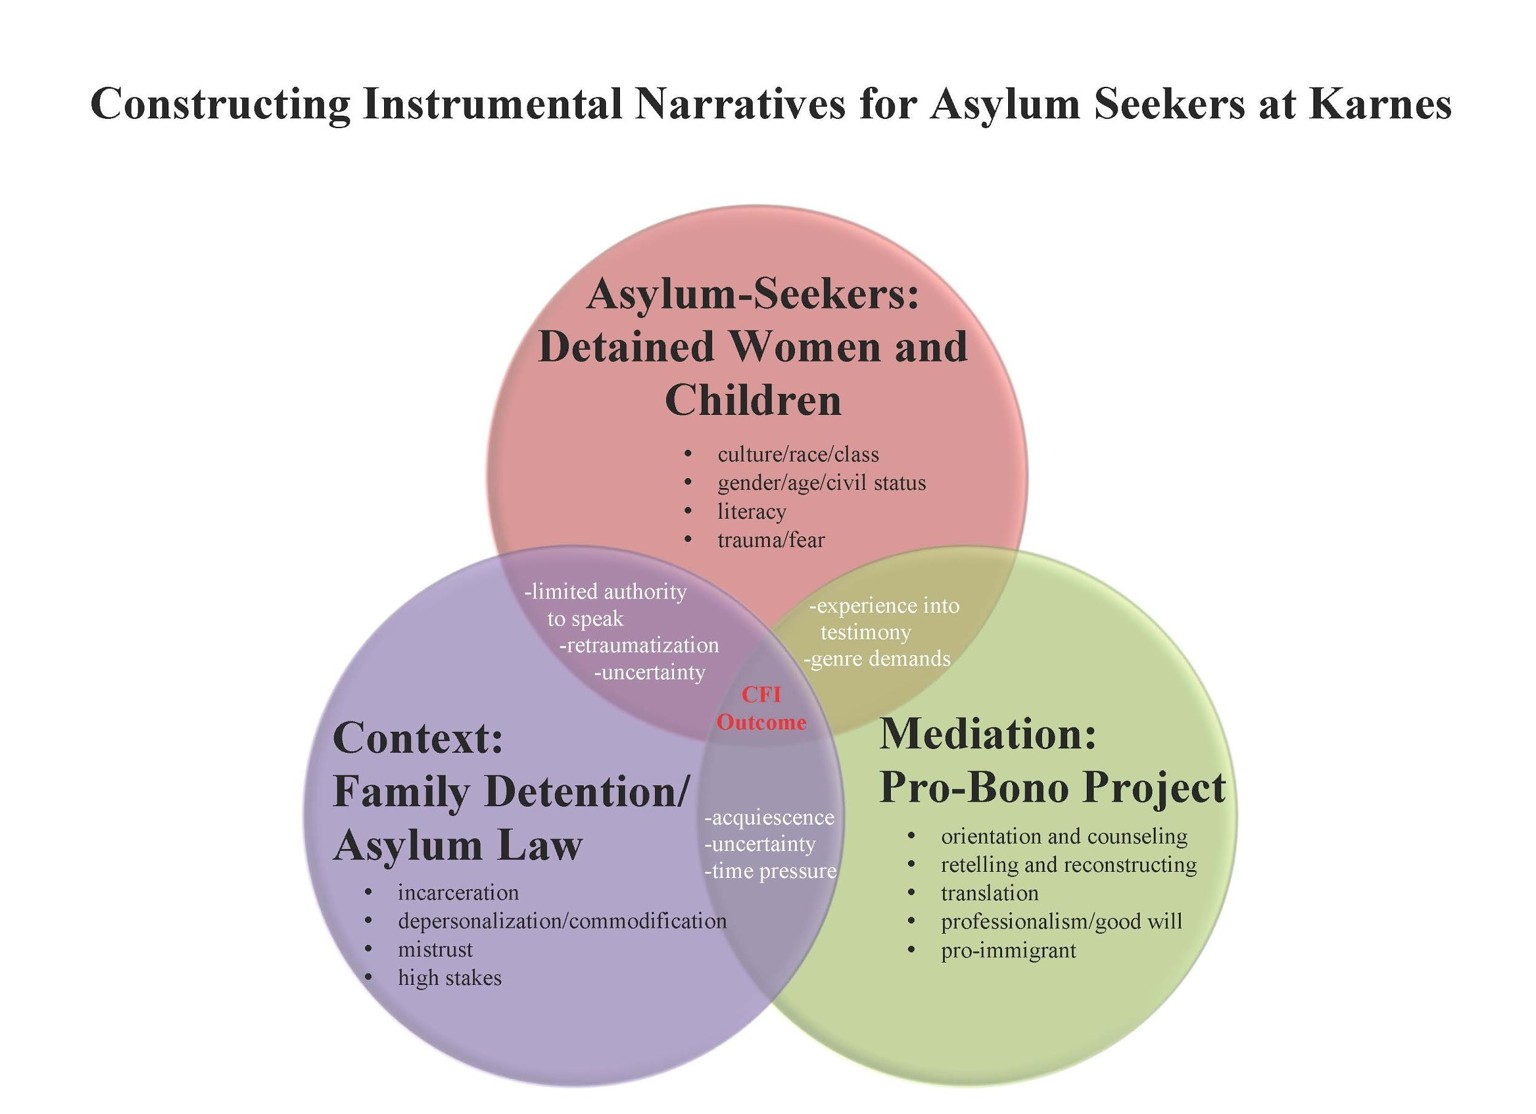 Constructing Instrumental Narratives for Asylum Seekers at Karnes
Asylum-Seekers:
Detained Women and
Children
• culture/race/class
• gender/age/civil status
• literacy
• trauma/fear
-limited authority
to speak
-retraumatization
-uncertainty
-experience into
testimony
-genre demands
CFI
Outcome
Context:
Family Detention/
Asylum Law
• incarceration
• depersonalization/commodification
• mistrust
• high stakes
-acquiescence
-uncertainty
-time pressure
Mediation:
Pro-Bono Project
• orientation and counseling
• retelling and reconstructing
• translation
• professionalism/good will
• pro-immigrant